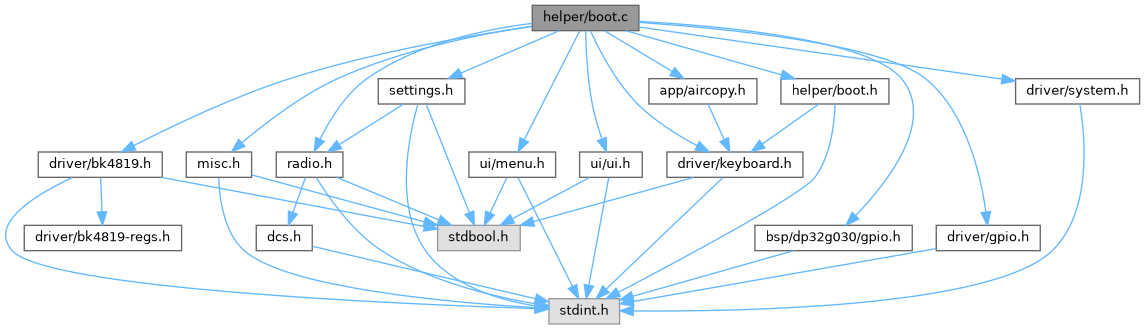 helper/boot.c
settings.h
app/aircopy.h
helper/boot.h
driver/system.h
driver/bk4819.h
misc.h
radio.h
ui/menu.h
ui/ui.h
driver/keyboard.h
driver/bk4819-regs.h
dcs.h
stdbool.h
bsp/dp32g030/gpio.h
driver/gpio.h
stdint.h